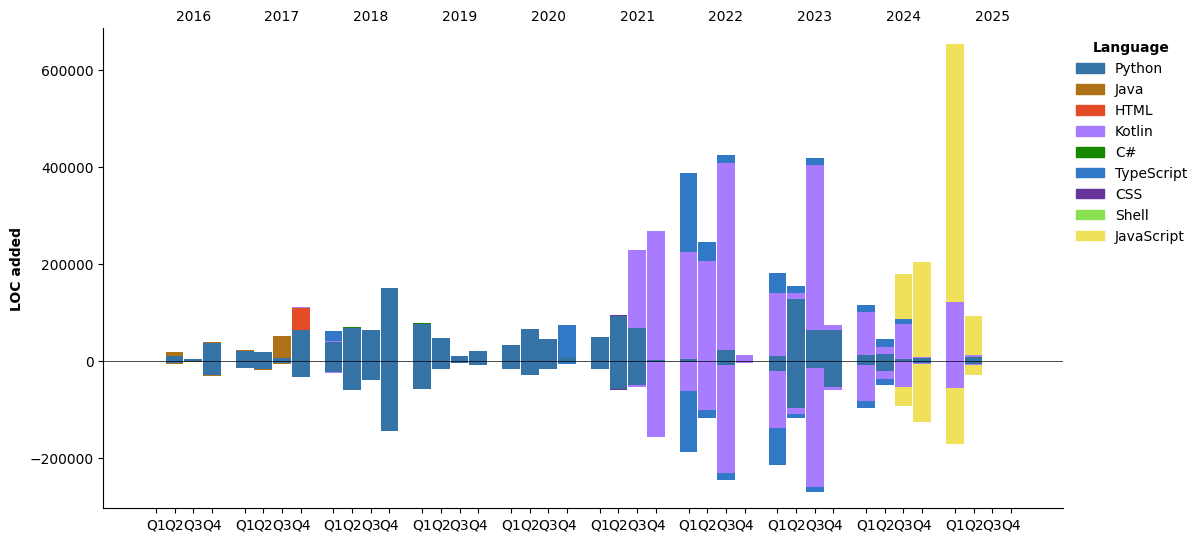 2016 2017 2018 2019 2020 2021 2022 2023 2024 2025
LOC added
600000
400000
200000
0
−200000
Q1Q2Q3Q4 Q1Q2Q3Q4 Q1Q2Q3Q4 Q1Q2Q3Q4 Q1Q2Q3Q4 Q1Q2Q3Q4 Q1Q2Q3Q4 Q1Q2Q3Q4 Q1Q2Q3Q4 Q1Q2Q3Q4
Language
Python
Java
HTML
Kotlin
C#
TypeScript
CSS
Shell
JavaScript